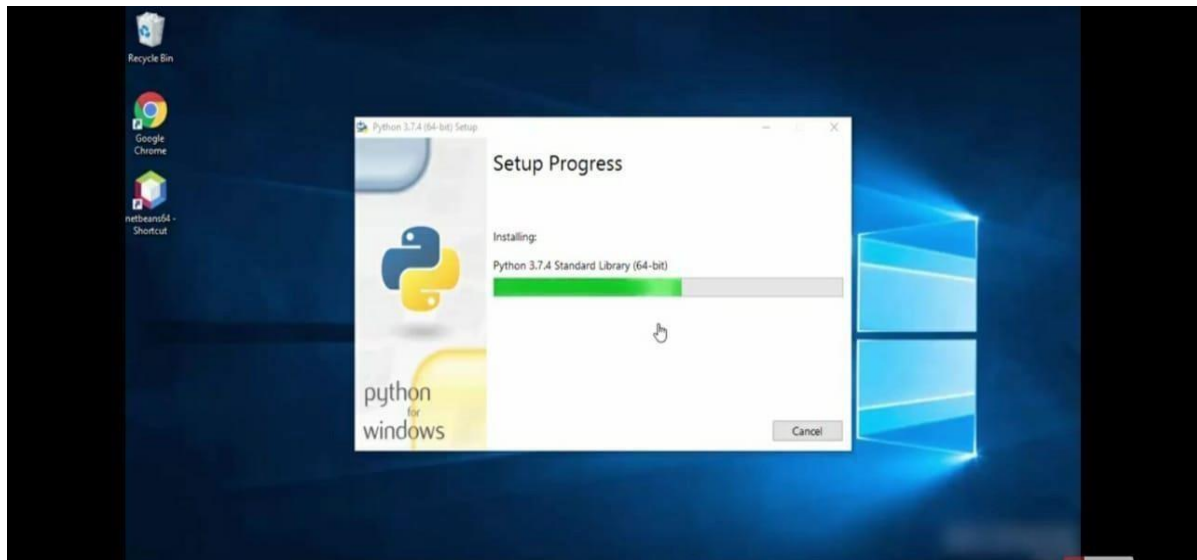 Recycle Bin
Google
Chrome
netbeans64 -
Shortcut
Python 3.7.4 (64-bit) Setup
Setup Progress
Installing:
Python 3.7.4 Standard Library (64-bit)
python
for
windows
Cancel